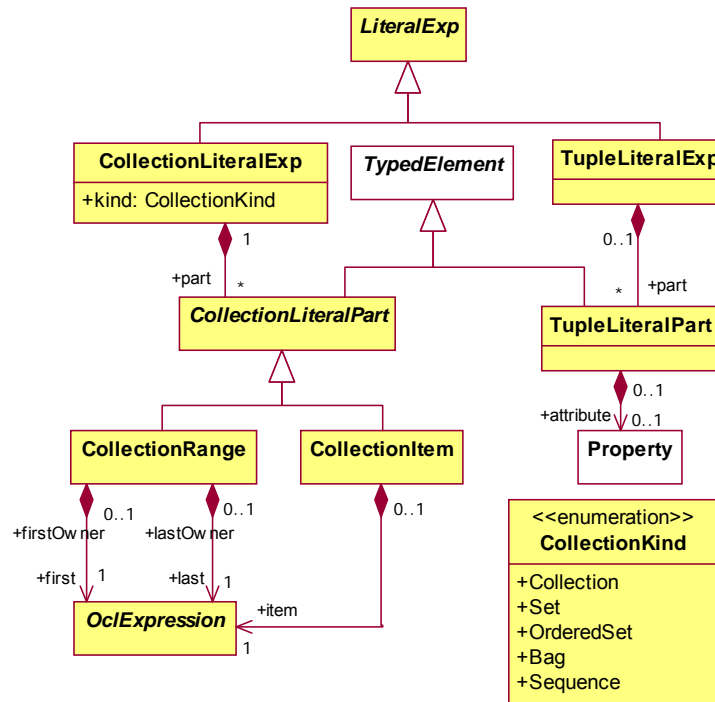 LiteralExp
CollectionLiteralExp
+kind: CollectionKind
TypedElement
TupleLiteralExp
1
+part
*
0..1
+part
*
CollectionLiteralPart
TupleLiteralPart
0..1
+attribute
0..1
CollectionRange
CollectionItem
Property
0..1
+firstOwner
0..1
+lastOwner
0..1
+first
1
+last
1
OclExpression
+item
1
<<enumeration>>
CollectionKind
+Collection
+Set
+OrderedSet
+Bag
+Sequence